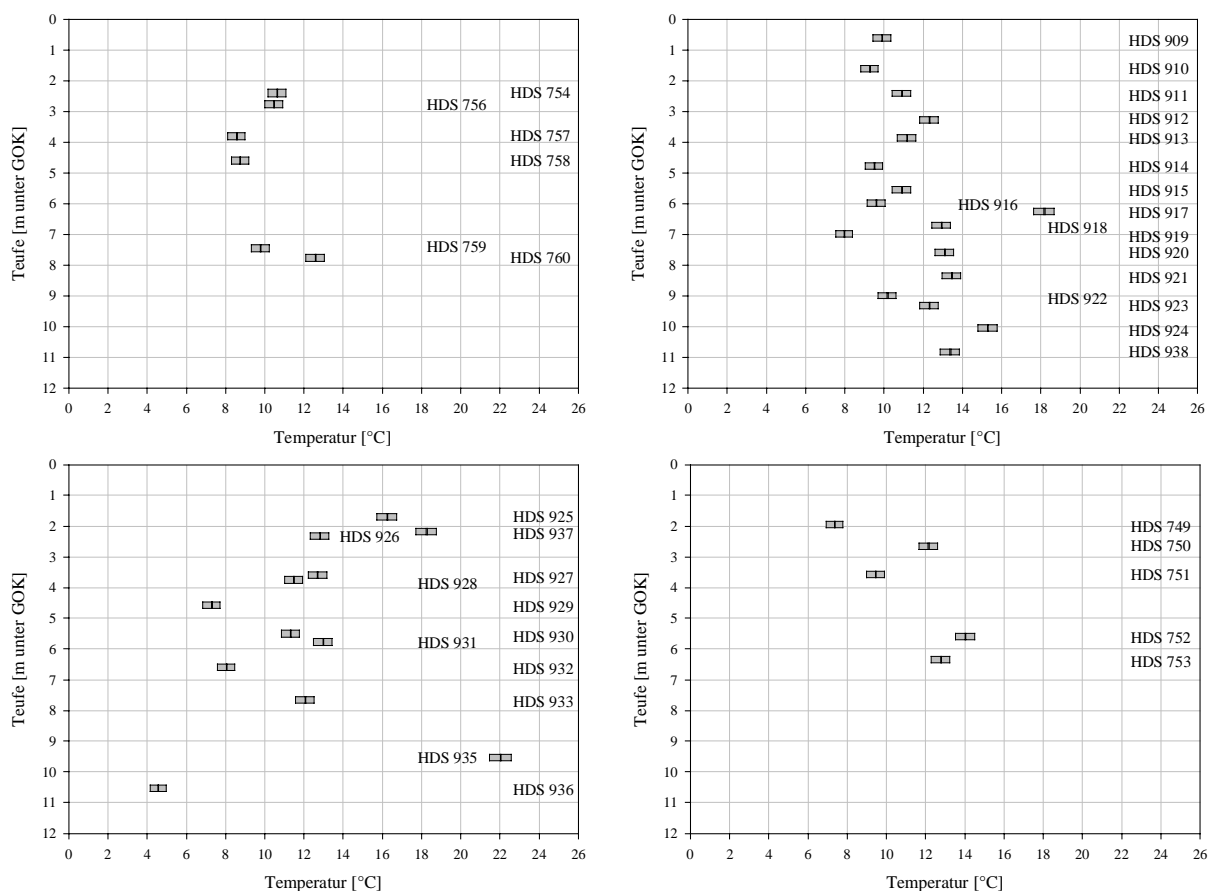 0
1
2
3
4
5
6
7
8
9
10
11
12
Teufe [m unter GOK]
HDS 754
HDS 756
HDS 757
HDS 758
HDS 759
HDS 760
0 2 4 6 8 10 12 14 16 18 20 22 24 26
Temperatur [°C]
0
1
2
3
4
5
6
7
8
9
10
11
12
Teufe [m unter GOK]
HDS 909
HDS 910
HDS 911
HDS 912
HDS 913
HDS 914
HDS 915
HDS 916
HDS 917
HDS 918
HDS 919
HDS 920
HDS 921
HDS 922
HDS 923
HDS 924
HDS 938
0 2 4 6 8 10 12 14 16 18 20 22 24 26
Temperatur [°C]
0
1
2
3
4
5
6
7
8
9
10
11
12
Teufe [m unter GOK]
HDS 925
HDS 937
HDS 926
HDS 927
HDS 928
HDS 929
HDS 930
HDS 931
HDS 932
HDS 933
HDS 935
HDS 936
0 2 4 6 8 10 12 14 16 18 20 22 24 26
Temperatur [°C]
0
1
2
3
4
5
6
7
8
9
10
11
12
Teufe [m unter GOK]
HDS 749
HDS 750
HDS 751
HDS 752
HDS 753
0 2 4 6 8 10 12 14 16 18 20 22 24 26
Temperatur [°C]